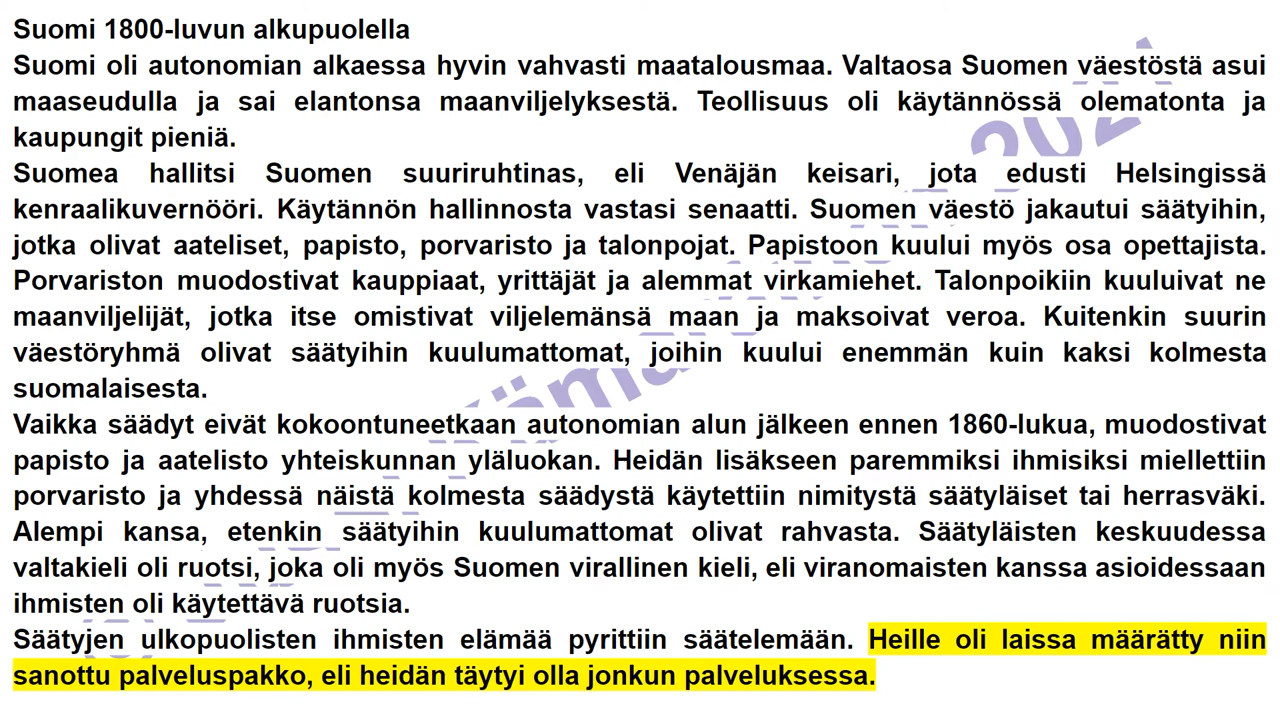 Suomi 1800-luvun alkupuolella
Suomi oli autonomian alkaessa hyvin vahvasti maatalousmaa. Valtaosa Suomen väestöstä asui
maaseudulla ja sai elantonsa maanviljelyksestä. Teollisuus oli käytännössä olematonta ja
kaupungit pieniä.
Suomea hallitsi Suomen suuriruhtinas, eli Venäjän keisari, jota edusti Helsingissä
kenraalikuvernööri. Käytännön hallinnosta vastasi senaatti. Suomen väestö jakautui säätyihin,
jotka olivat aateliset, papisto, porvaristo ja talonpojat. Papistoon kuului myös osa opettajista.
Porvariston muodostivat kauppiaat, yrittäjät ja alemmat virkamiehet. Talonpoikiin kuuluivat ne
maanviljelijät, jotka itse omistivat viljelemänsä maan ja maksoivat veroa. Kuitenkin suurin
väestöryhmä olivat säätyihin kuulumattomat, joihin kuului enemmän kuin kaksi kolmesta
suomalaisesta.
Vaikka säädyt eivät kokoontuneetkaan autonomian alun jälkeen ennen 1860-lukua, muodostivat
papisto ja aatelisto yhteiskunnan yläluokan. Heidän lisäkseen paremmiksi ihmisiksi miellettiin
porvaristo ja yhdessä näistä kolmesta säädystä käytettiin nimitystä säätyläiset tai herrasväki.
Alempi kansa, etenkin säätyihin kuulumattomat olivat rahvasta. Säätyläisten keskuudessa
valtakieli oli ruotsi, joka oli myös Suomen virallinen kieli, eli viranomaisten kanssa asioidessaan
ihmisten oli käytettävä ruotsia.
Säätyjen ulkopuolisten ihmisten elämää pyrittiin säätelemään. Heille oli laissa määrätty niin
sanottu palveluspakko, eli heidän täytyi olla jonkun palveluksessa.